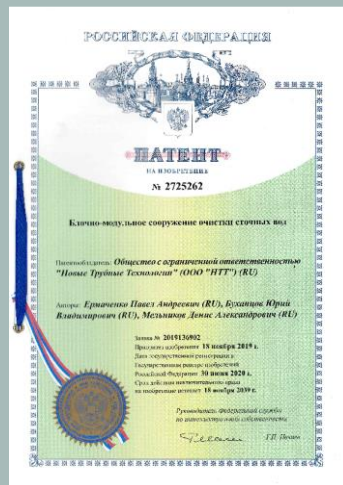 РОССИЙСКАЯ ФЕДЕРАЦИЯ
ПАТЕНТ
НА ИЗОБРЕТЕНИЕ
№ 2725262
Блочно-модульное сооружение очистки сточных вод
Патентообладатель: Общество с ограниченной ответственностью
"Новые Трубные Технологии" (ООО "НТТ") (RU)
Авторы: Ермаченко Павел Андреевич (RU), Буханцов Юрий
Владимирович (RU), Мельников Денис Александрович (RU)
Заявка № 2019136902
Приоритет изобретения 18 ноября 2019 г.
Дата государственной регистрации в
Государственном реестре изобретений
Российской Федерации 30 июня 2020 г.
Срок действия исключительного права
на изобретение истекает 18 ноября 2039 г.
Руководитель Федеральной службы
по интеллектуальной собственности
Г.П. Ивлиев